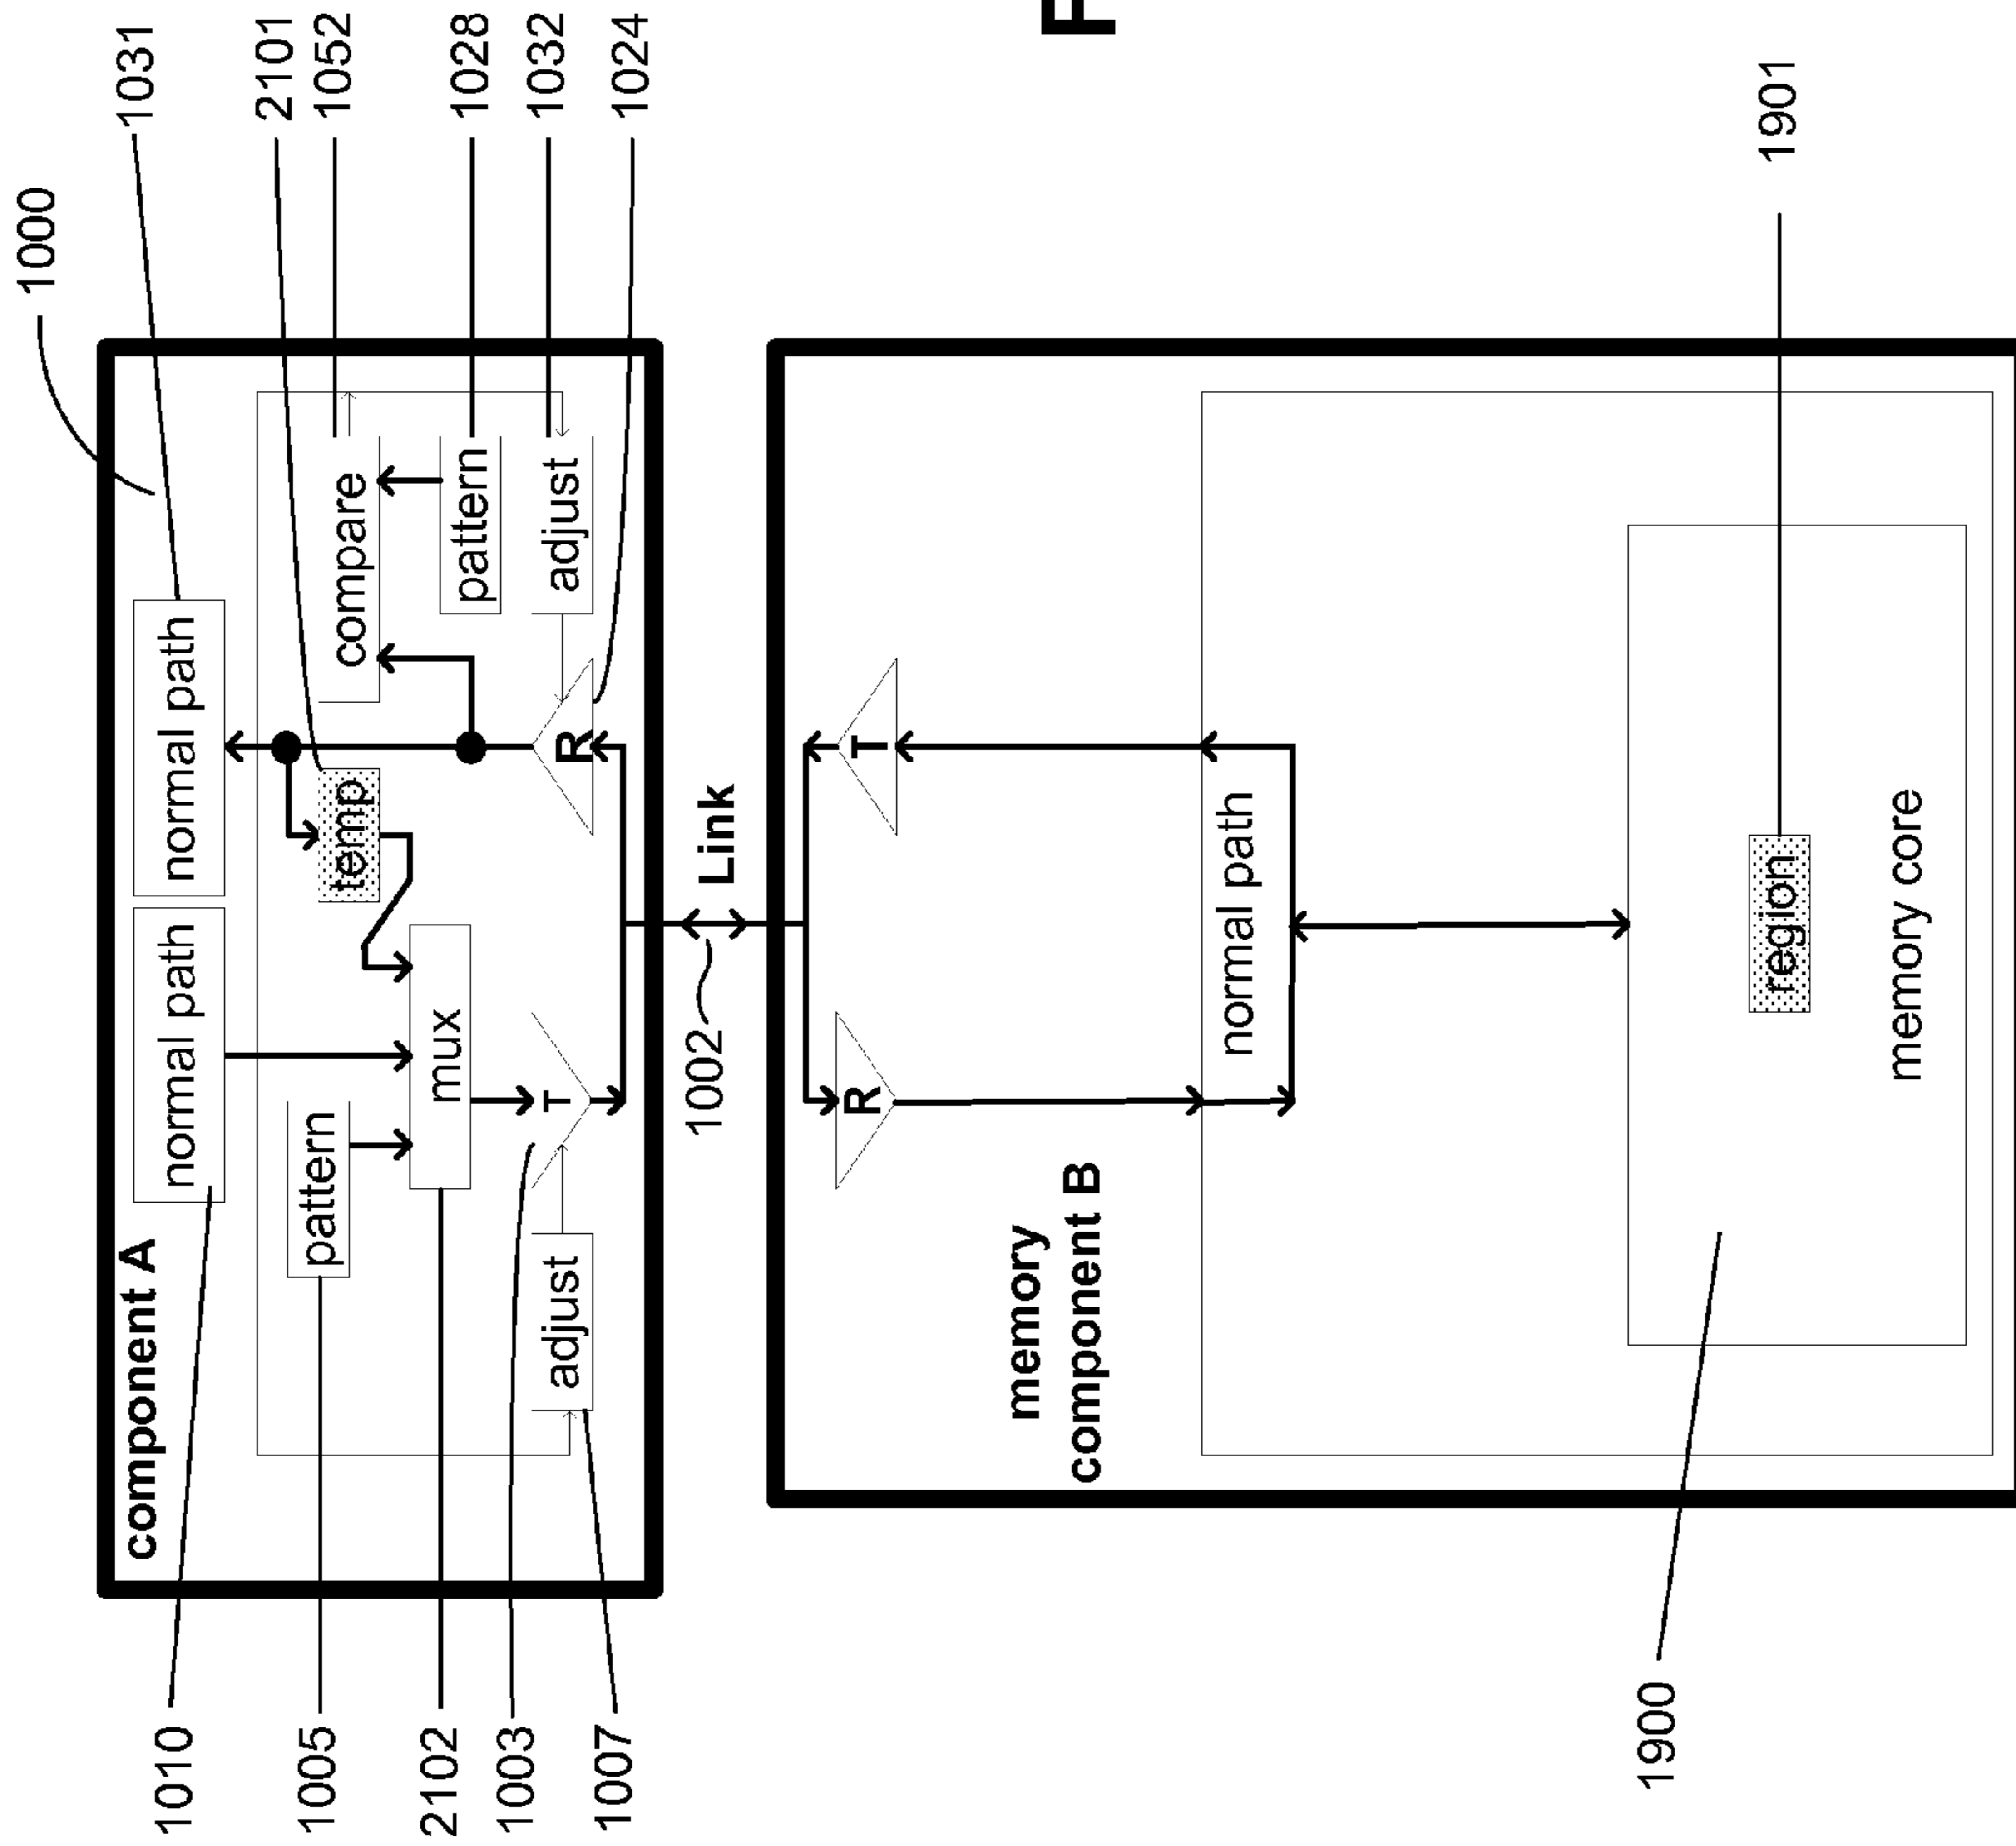 1010
1005
2102
1003
1007
component A
normal path
normal path
pattern
mux
temp
compare
pattern
T
R
adjust
adjust
1000
1031
2101
1052
1028
1032
1024
1002
Link
memory
component B
R
T
normal path
region
memory core
1900
1901
F